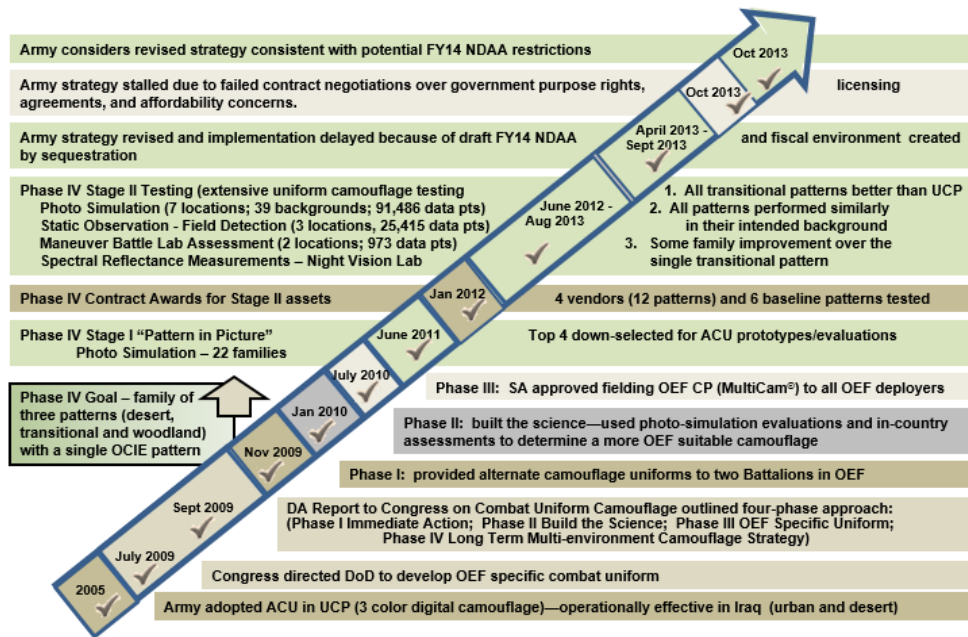 Oct 2013
Army considers revised strategy consistent with potential FY14 NDAA restrictions
Army strategy stalled due to failed contract negotiations over government purpose rights, licensing
agreements, and affordability concerns.
Oct 2013
Army strategy revised and implementation delayed because of draft FY14 NDAA and fiscal environment created
by sequestration
April 2013 -
Sept 2013
Phase IV Stage II Testing (extensive uniform camouflage testing
Photo Simulation (7 locations; 39 backgrounds; 91,486 data pts)
Static Observation - Field Detection (3 locations, 25,415 data pts)
Maneuver Battle Lab Assessment (2 locations; 973 data pts)
Spectral Reflectance Measurements – Night Vision Lab
June 2012 -
Aug 2013
1. All transitional patterns better than UCP
2. All patterns performed similarly
in their intended background
3. Some family improvement over the
single transitional pattern
Phase IV Contract Awards for Stage II assets
Jan 2012
4 vendors (12 patterns) and 6 baseline patterns tested
Phase IV Stage I “Pattern in Picture”
Photo Simulation – 22 families
June 2011
Top 4 down-selected for ACU prototypes/evaluations
Phase IV Goal – family of
three patterns (desert,
transitional and woodland)
with a single OCIE pattern
July 2010
Phase III: SA approved fielding OEF CP (MultiCam®) to all OEF deployers
Jan 2010
Phase II: built the science—used photo-simulation evaluations and in-country
assessments to determine a more OEF suitable camouflage
Nov 2009
Phase I: provided alternate camouflage uniforms to two Battalions in OEF
Sept 2009
DA Report to Congress on Combat Uniform Camouflage outlined four-phase approach:
(Phase I Immediate Action; Phase II Build the Science; Phase III OEF Specific Uniform;
Phase IV Long Term Multi-environment Camouflage Strategy)
July 2009
Congress directed DoD to develop OEF specific combat uniform
2005
Army adopted ACU in UCP (3 color digital camouflage)—operationally effective in Iraq (urban and desert)